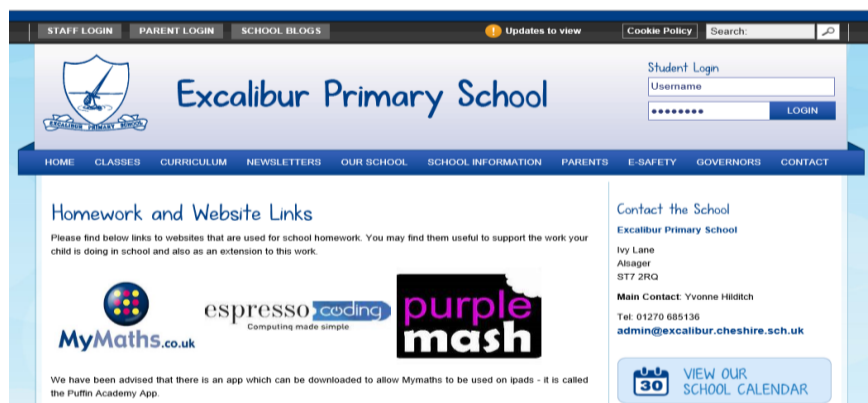 STAFF LOGIN PARENT LOGIN SCHOOL BLOGS ! Updates to view Cookie Policy Search:
EXCALIBUR PRIMARY SCHOOL
Excalibur Primary School
Student Login
Username
••••••••
LOGIN
HOME CLASSES CURRICULUM NEWSLETTERS OUR SCHOOL SCHOOL INFORMATION PARENTS E-SAFETY GOVERNORS CONTACT
Homework and Website Links
Please find below links to websites that are used for school homework. You may find them useful to support the work your
child is doing in school and also as an extension to this work.
MyMaths.co.uk
espresso coding
Computing made simple
purple
mash
We have been advised that there is an app which can be downloaded to allow Mymaths to be used on ipads - it is called
the Puffin Academy App.
Contact the School
Excalibur Primary School
Ivy Lane
Alsager
ST7 2RQ
Main Contact: Yvonne Hilditch
Tel: 01270 685136
admin@excalibur.cheshire.sch.uk
30
VIEW OUR
SCHOOL CALENDAR